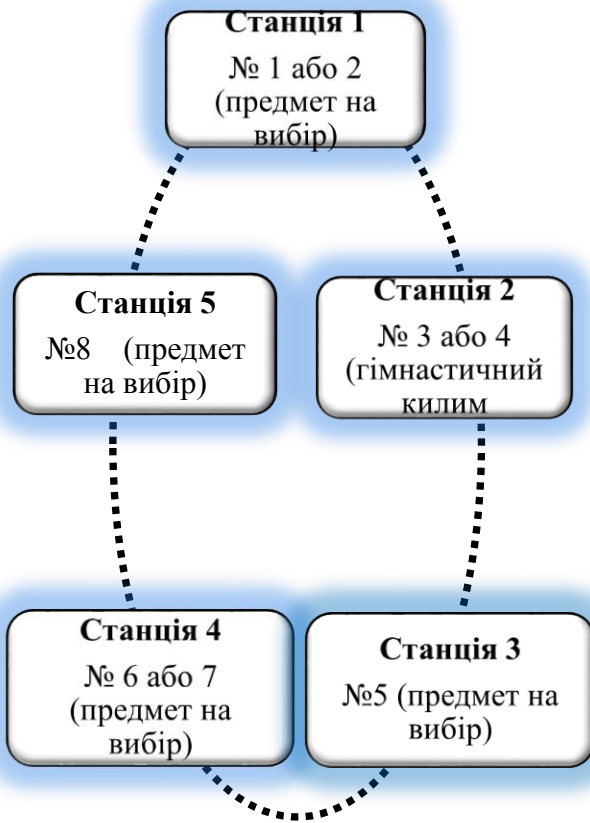 Станція 1
№ 1 або 2
(предмет на
вибір)
Станція 2
№ 3 або 4
(гімнастичний
килим
Станція 3
№5 (предмет на
вибір)
Станція 4
№ 6 або 7
(предмет на
вибір)
Станція 5
№8 (предмет
на вибір)